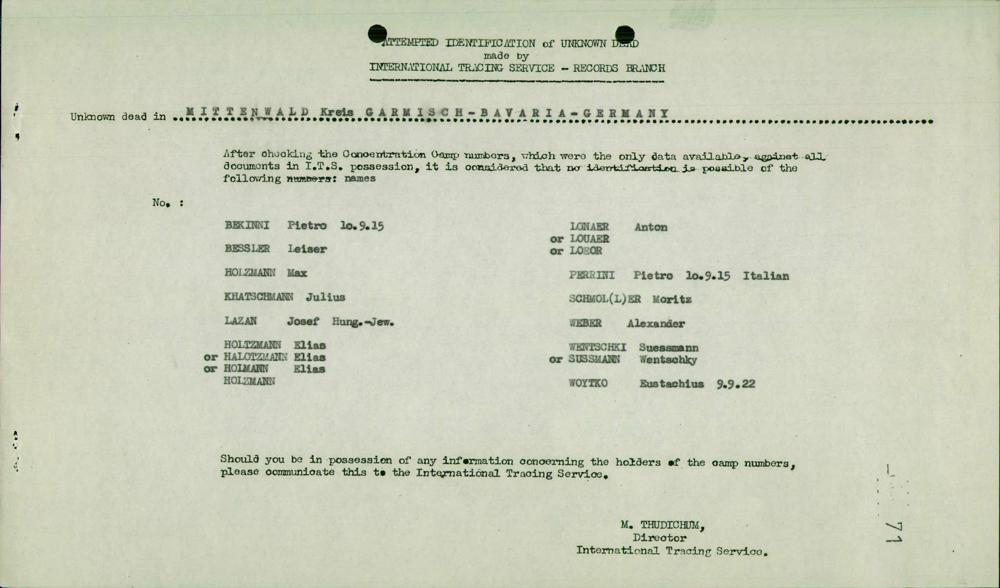 ATTEMPTED IDENTIFICATION of UNKNOWN DEAD
made by
INTERNATIONAL TRACING SERVICE - RECORDS BRANCH
Unknown dead in ..MITTENWALD Kreis GARMISCH-BAVARIA-GERMANY
After checking the Concentration Camp numbers, which were the only data available, against all
documents in I.T.S. possession, it is considered that no identification is possible of the
following numbers: names
No. :
BEKINNI Pietro 10.9.15
BESSLER Leiser
HOLZMANN Max
KHATSCHMANN Julius
LAZAN Josef Hung.-Jew.
HOLTZMANN Elias
or HALOTZMANN Elias
or HOLMANN Elias
HOLZMANN
LONAER Anton
or LOUAER
or LOEOR
PERRINI Pietro 10.9.15 Italian
SCHMOL(L)ER Moritz
WEBER Alexander
WENTSCHKI Suessmann
or SUSSMANN Wentschky
WOYTKO Eustachius 9.9.22
Should you be in possession of any information concerning the holders of the camp numbers,
please communicate this to the International Tracing Service.
M. THUDICHUM,
Director
International Tracing Service.
71